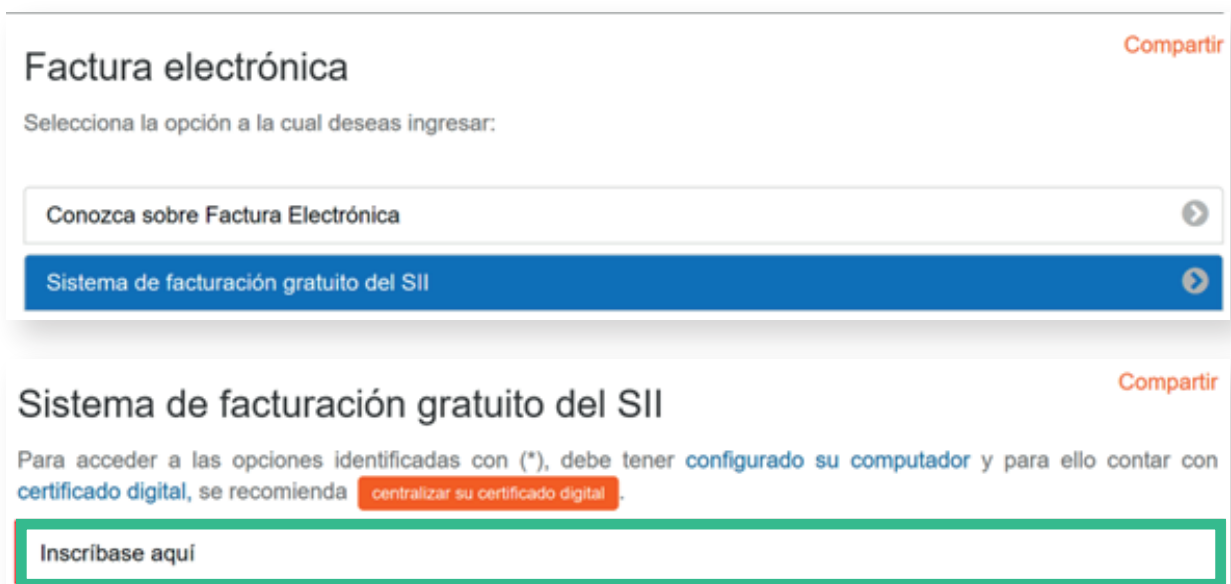 Compartir
Factura electrónica
Selecciona la opción a la cual deseas ingresar:
Conozca sobre Factura Electrónica
Sistema de facturación gratuito del SII
Compartir
Sistema de facturación gratuito del SII
Para acceder a las opciones identificadas con (*), debe tener configurado su computador y para ello contar con
certificado digital, se recomienda centralizar su certificado digital .
Inscríbase aquí